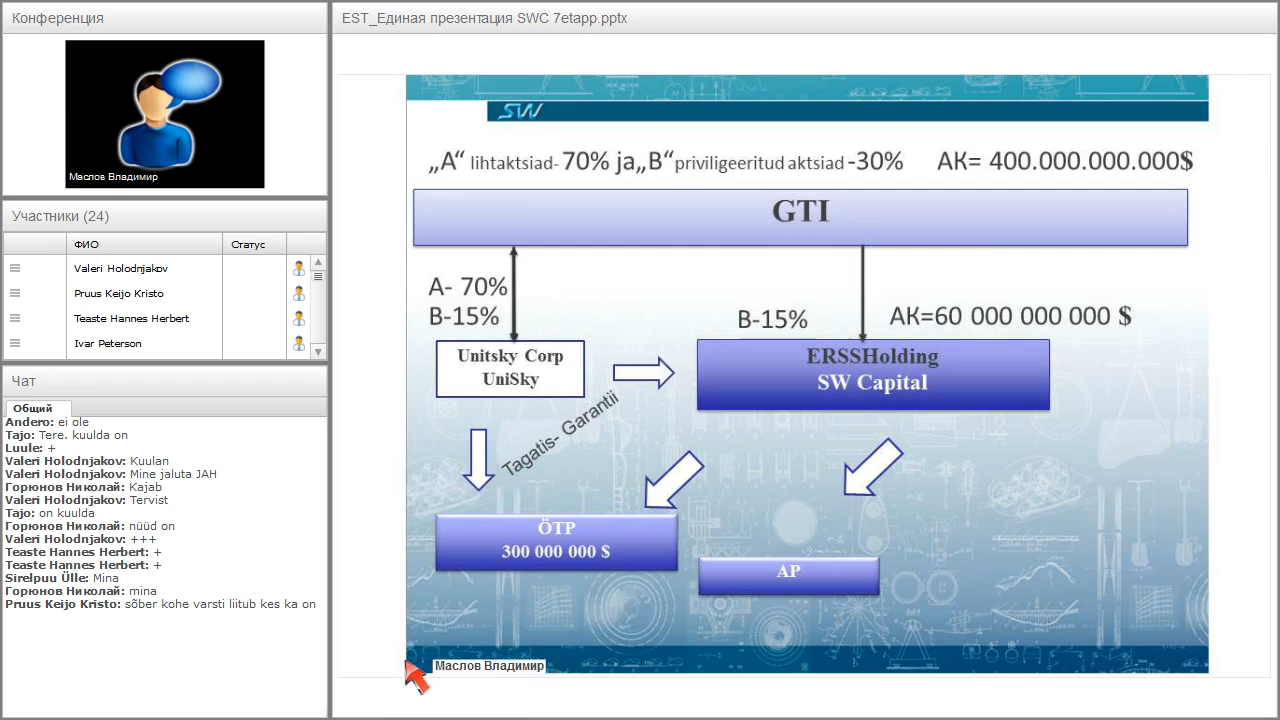 Конференция
Маслов Владимир
Участники (24)
ФИО Статус
Valeri Holodnjakov
Pruus Keijo Kristo
Teaste Hannes Herbert
Ivar Peterson
Чат
Общий
Andero: ei ole
Tajo: Tere. kuulda on
Luule: +
Valeri Holodnjakov: Kuulan
Valeri Holodnjakov: Mine jaluta JAH
Горюнов Николай: Kajab
Valeri Holodnjakov: Tervist
Tajo: on kuulda
Горюнов Николай: nüüd on
Valeri Holodnjakov: +++
Teaste Hannes Herbert: +
Teaste Hannes Herbert: +
Sirelpuu Ülle: Mina
Горюнов Николай: mina
Pruus Keijo Kristo: sõber kohe varsti liitub kes ka on
EST_Единая презентация SWC 7etapp.pptx
SW
„A“ lihtaktsiad- 70% ja„B“priviligeeritud aktsiad -30% AK= 400.000.000.000$
GTI
A- 70%
B-15%
B-15%
AK=60 000 000 000 $
Unitsky Corp
UniSky
ERSSHolding
SW Capital
Tagatis- Garantii
ÖTP
300 000 000 $
AP
Маслов Владимир